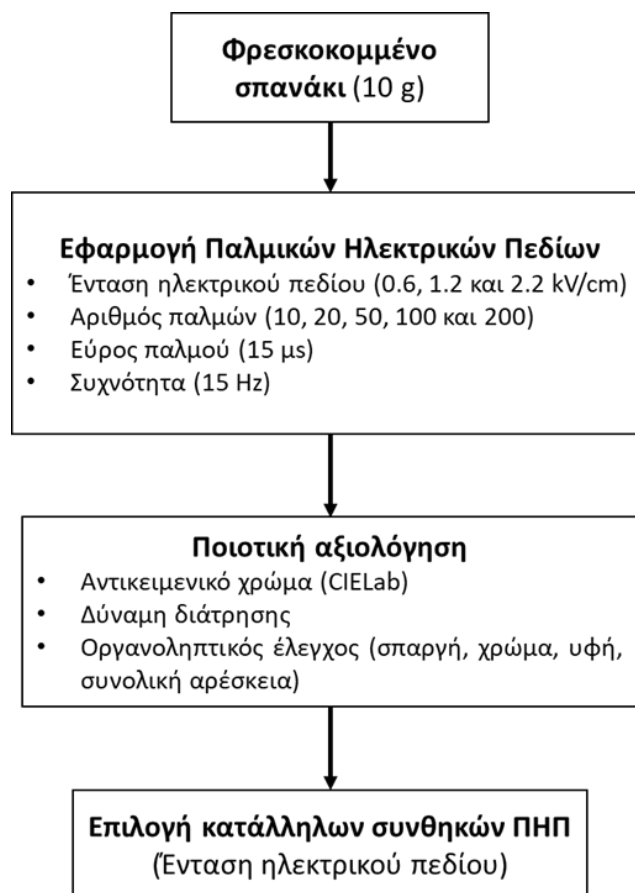 Φρεσκοκομμένο
σπανάκι (10 g)
Εφαρμογή Παλμικών Ηλεκτρικών Πεδίων
• Ένταση ηλεκτρικού πεδίου (0.6, 1.2 και 2.2 kV/cm)
• Αριθμός παλμών (10, 20, 50, 100 και 200)
• Εύρος παλμού (15 μs)
• Συχνότητα (15 Hz)
Ποιοτική αξιολόγηση
• Αντικειμενικό χρώμα (CIELab)
• Δύναμη διάτρησης
• Οργανοληπτικός έλεγχος (σπαργή, χρώμα, υφή,
συνολική αρέσκεια)
Επιλογή κατάλληλων συνθηκών ΠΗΠ
(Ένταση ηλεκτρικού πεδίου)